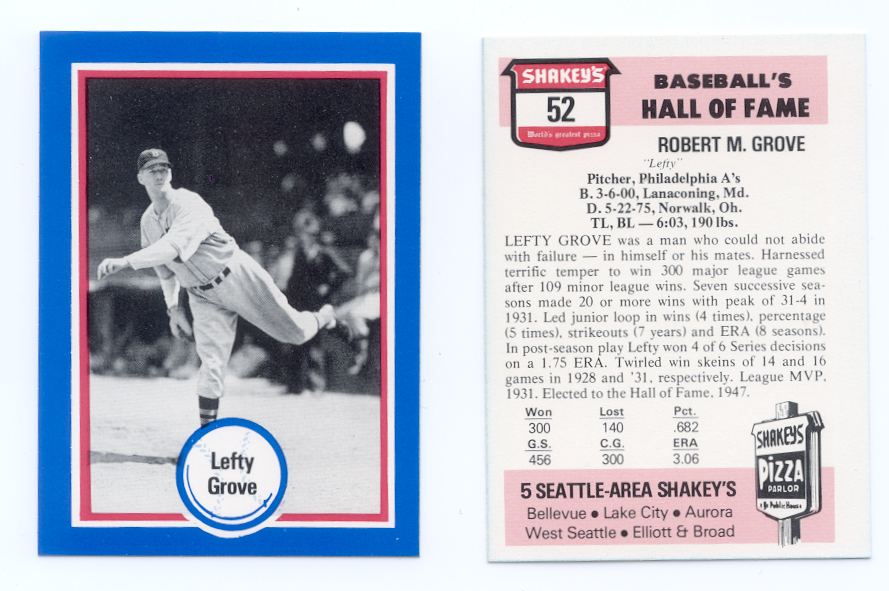 Lefty
Grove
SHAKEY'S
52
World's greatest pizza
BASEBALL'S
HALL OF FAME
ROBERT M. GROVE
"Lefty"
Pitcher, Philadelphia A's
B. 3-6-00, Lanaconing, Md.
D. 5-22-75, Norwalk, Oh.
TL, BL — 6:03, 190 lbs.
LEFTY GROVE was a man who could not abide
with failure — in himself or his mates. Harnessed
terrific temper to win 300 major league games
after 109 minor league wins. Seven successive sea-
sons made 20 or more wins with peak of 31-4 in
1931. Led junior loop in wins (4 times), percentage
(5 times), strikeouts (7 years) and ERA (8 seasons).
In post-season play Lefty won 4 of 6 Series decisions
on a 1.75 ERA. Twirled win skeins of 14 and 16
games in 1928 and '31, respectively. League MVP,
1931. Elected to the Hall of Fame, 1947.
Won Lost Pct.
300 140 .682
G.S. C.G. ERA
456 300 3.06
SHAKEY'S
PIZZA
PARLOR
& Ye Public House
5 SEATTLE-AREA SHAKEY'S
Bellevue ● Lake City ● Aurora
West Seattle ● Elliott & Broad